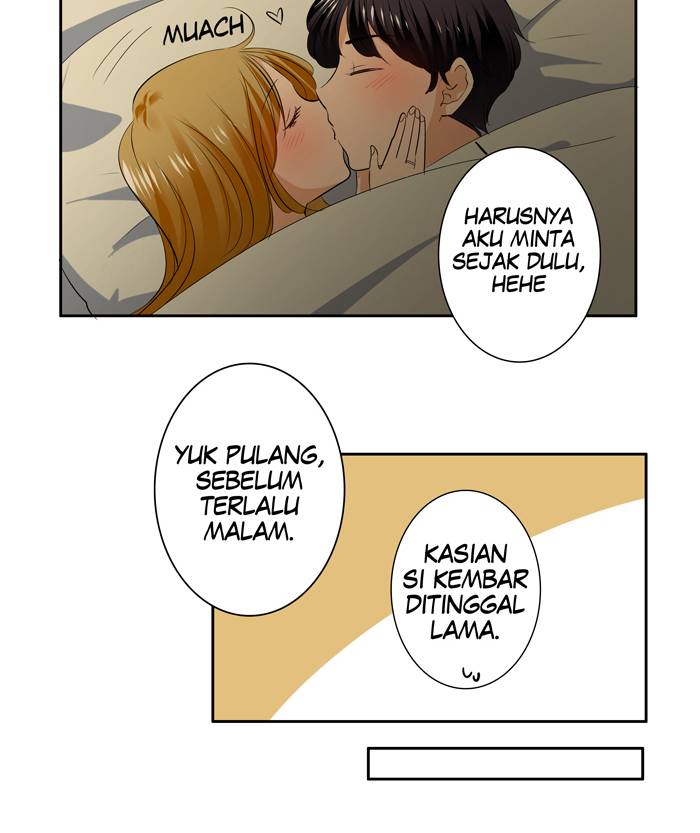 MUACH
HARUSNYA
AKU MINTA
SEJAK DULU,
HEHE
YUK PULANG,
SEBELUM
TERLALU
MALAM.
KASIAN
SI KEMBAR
DITINGGAL
LAMA.